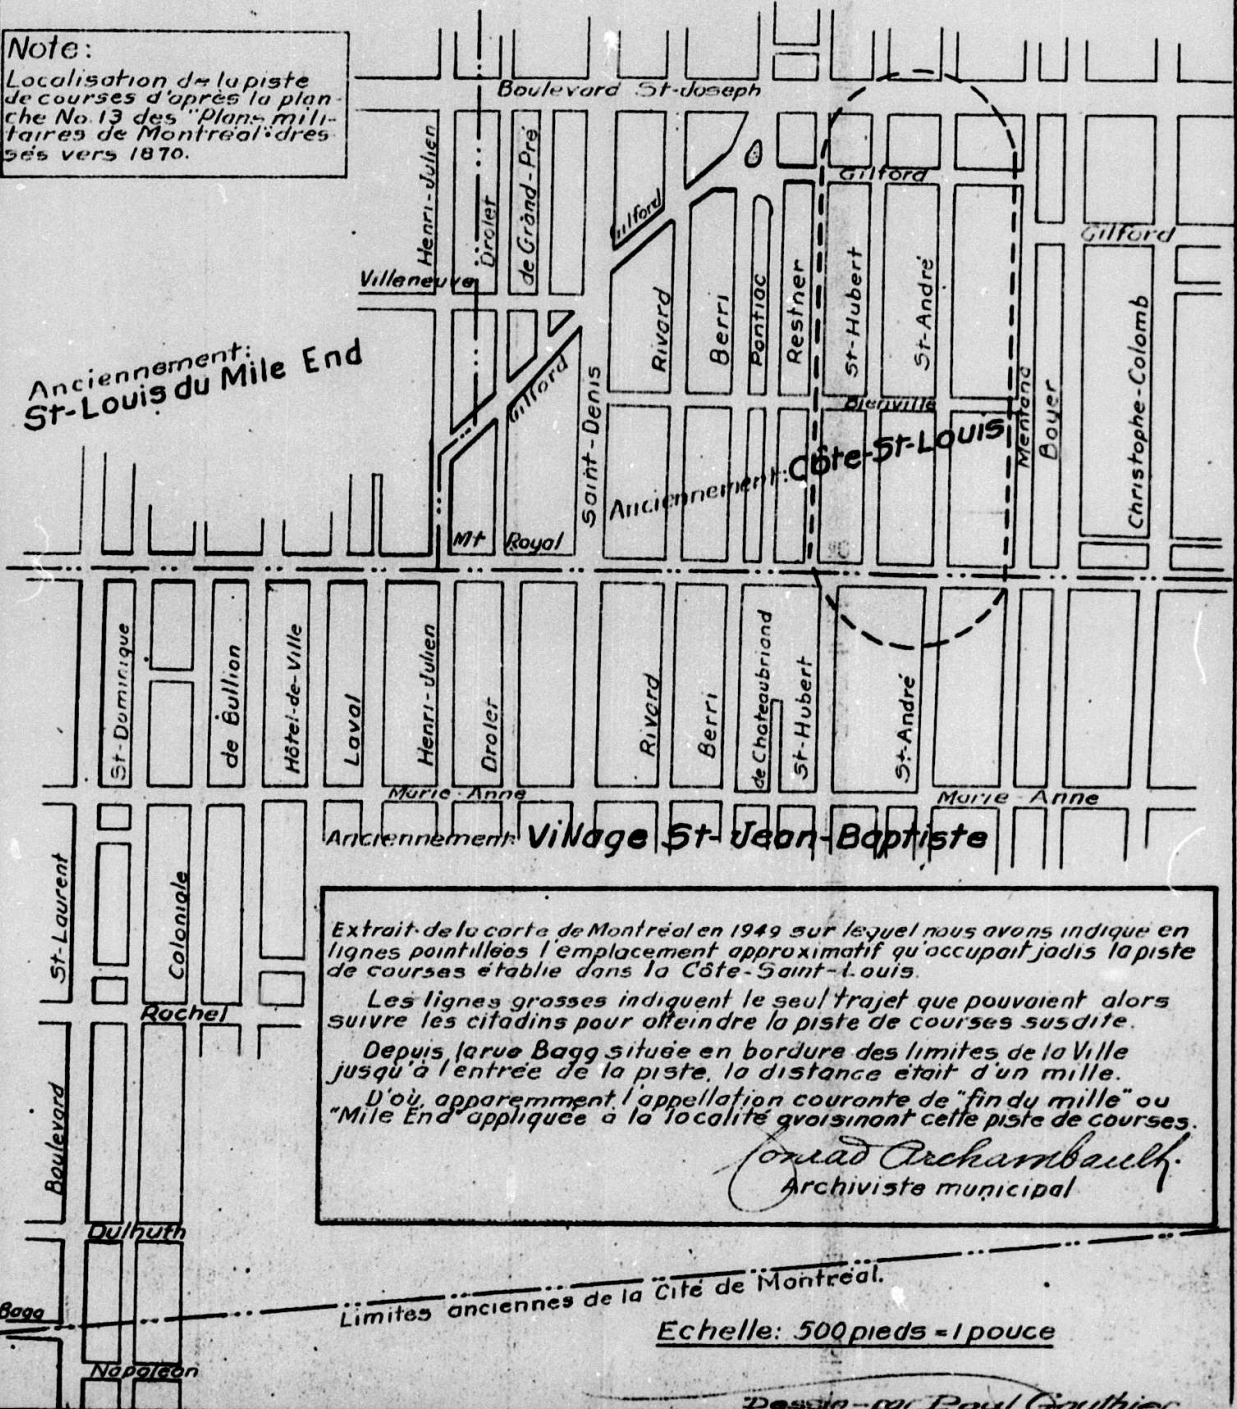 Note:
Localisation de la piste
de courses d'après la plan-
che No. 13 des "Plans mili-
taires de Montréal" dres-
sés vers 1870.
Boulevard St-Joseph
Henri-Julien
Drolet
de Grand-Pré
Gilford
Gilford
Gilford
Villeneuve
Rivard
Berri
Pontiac
Restner
St-Hubert
St-André
Mentana
Boyer
Christophe-Colomb
Anciennement:
St-Louis du Mile End
Gilford
Saint-Denis
Bienville
Anciennement: Côte-St-Louis
Mt Royal
St-Dominique
de Bullion
Hôtel-de-Ville
Laval
Henri-Julien
Drolet
Rivard
Berri
de Chateaubriand
St-Hubert
St-André
Marie-Anne
Marie-Anne
Anciennement: Village St-Jean-Baptiste
St-Laurent
Coloniale
Rachel
Boulevard
Extrait de la carte de Montréal en 1949 sur lequel nous avons indiqué en
lignes pointillées l'emplacement approximatif qu'occupait jadis la piste
de courses établie dans la Côte-Saint-Louis.
Les lignes grosses indiquent le seul trajet que pouvaient alors
suivre les citadins pour atteindre la piste de courses susdite.
Depuis la rue Bagg située en bordure des limites de la Ville
jusqu'à l'entrée de la piste, la distance était d'un mille.
D'où, apparemment, l'appellation courante de "fin du mille" ou
"Mile End" appliquée à la localité avoisinant cette piste de courses.
Conrad Archambault.
Archiviste municipal
Dulhuth
Bagg
Limites anciennes de la Cité de Montréal.
Echelle: 500 pieds = 1 pouce
Napoléon
Dessin par Paul Gauthier